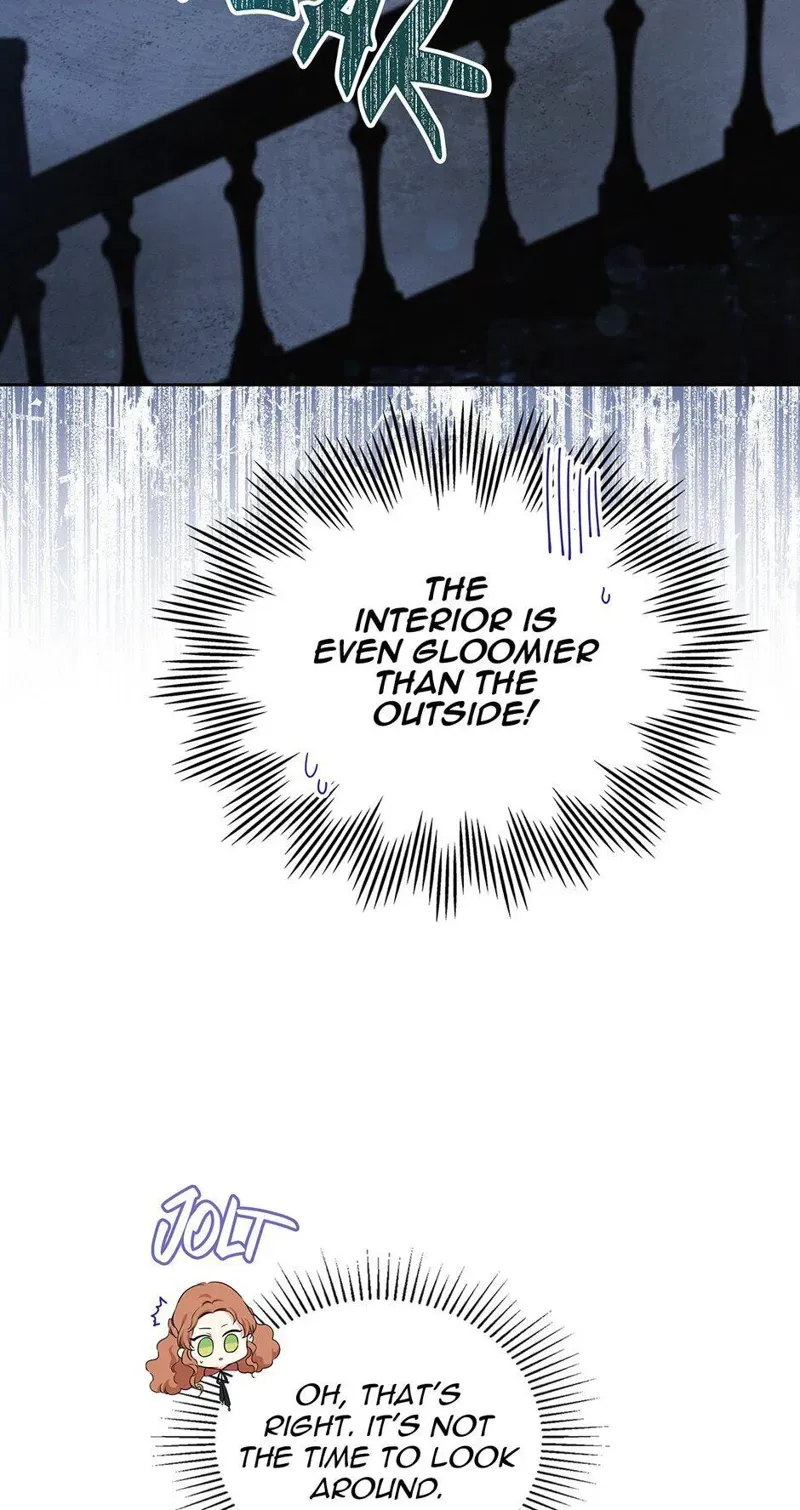 THE
INTERIOR IS
EVEN GLOOMIER
THAN THE
OUTSIDE!
JOLT
OH, THAT'S
RIGHT. IT'S NOT
THE TIME TO LOOK
AROUND.